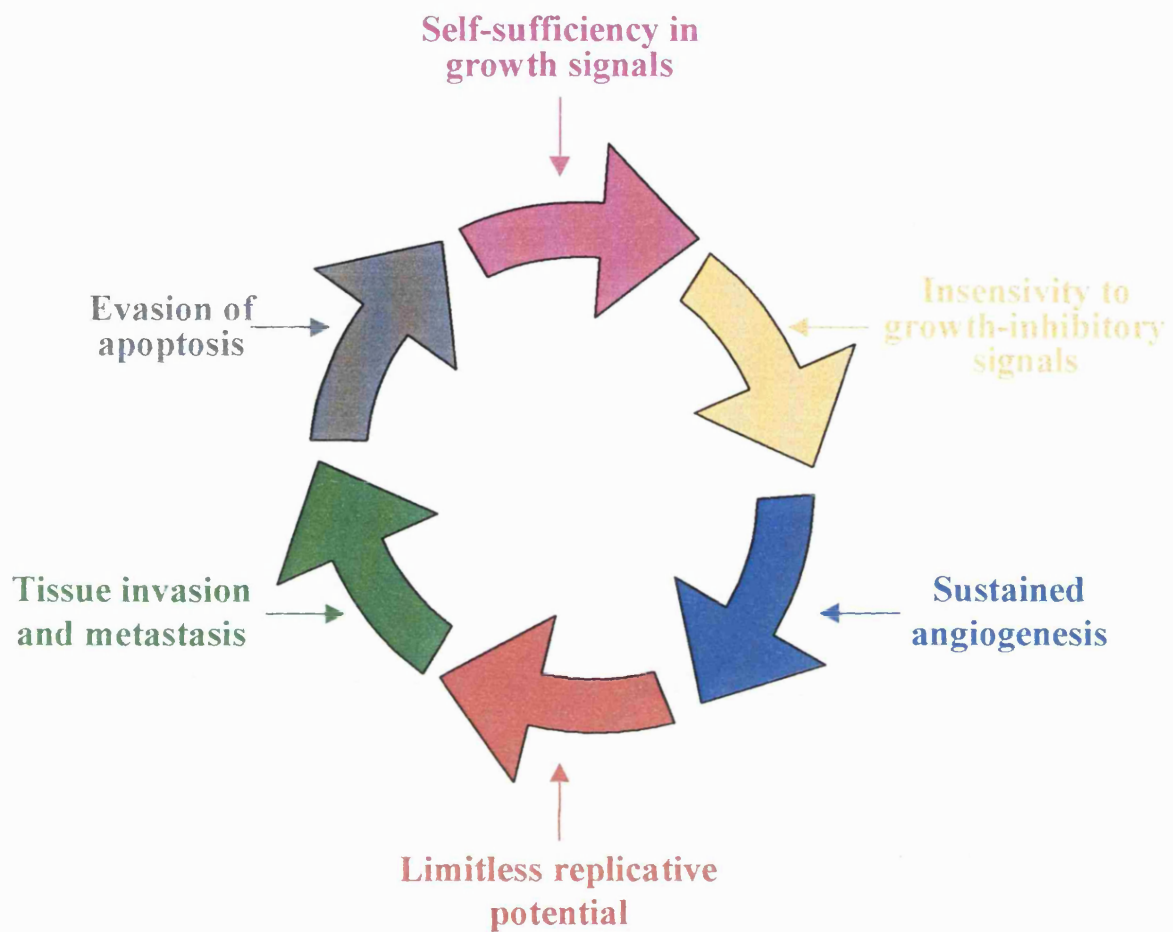 Self-sufficiency in
growth signals
Insensivity to
growth-inhibitory
signals
Sustained
angiogenesis
Limitless replicative
potential
Tissue invasion
and metastasis
Evasion of
apoptosis